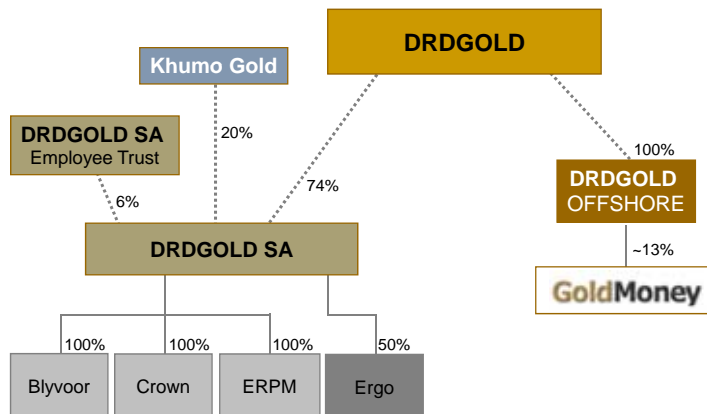 DRDGOLD
Khumo Gold
DRDGOLD SA
Employee Trust
20%
100%
74%
6%
DRDGOLD
OFFSHORE
DRDGOLD SA
~13%
GoldMoney
100%
100%
100%
50%
Blyvoor
Crown
ERPM
Ergo